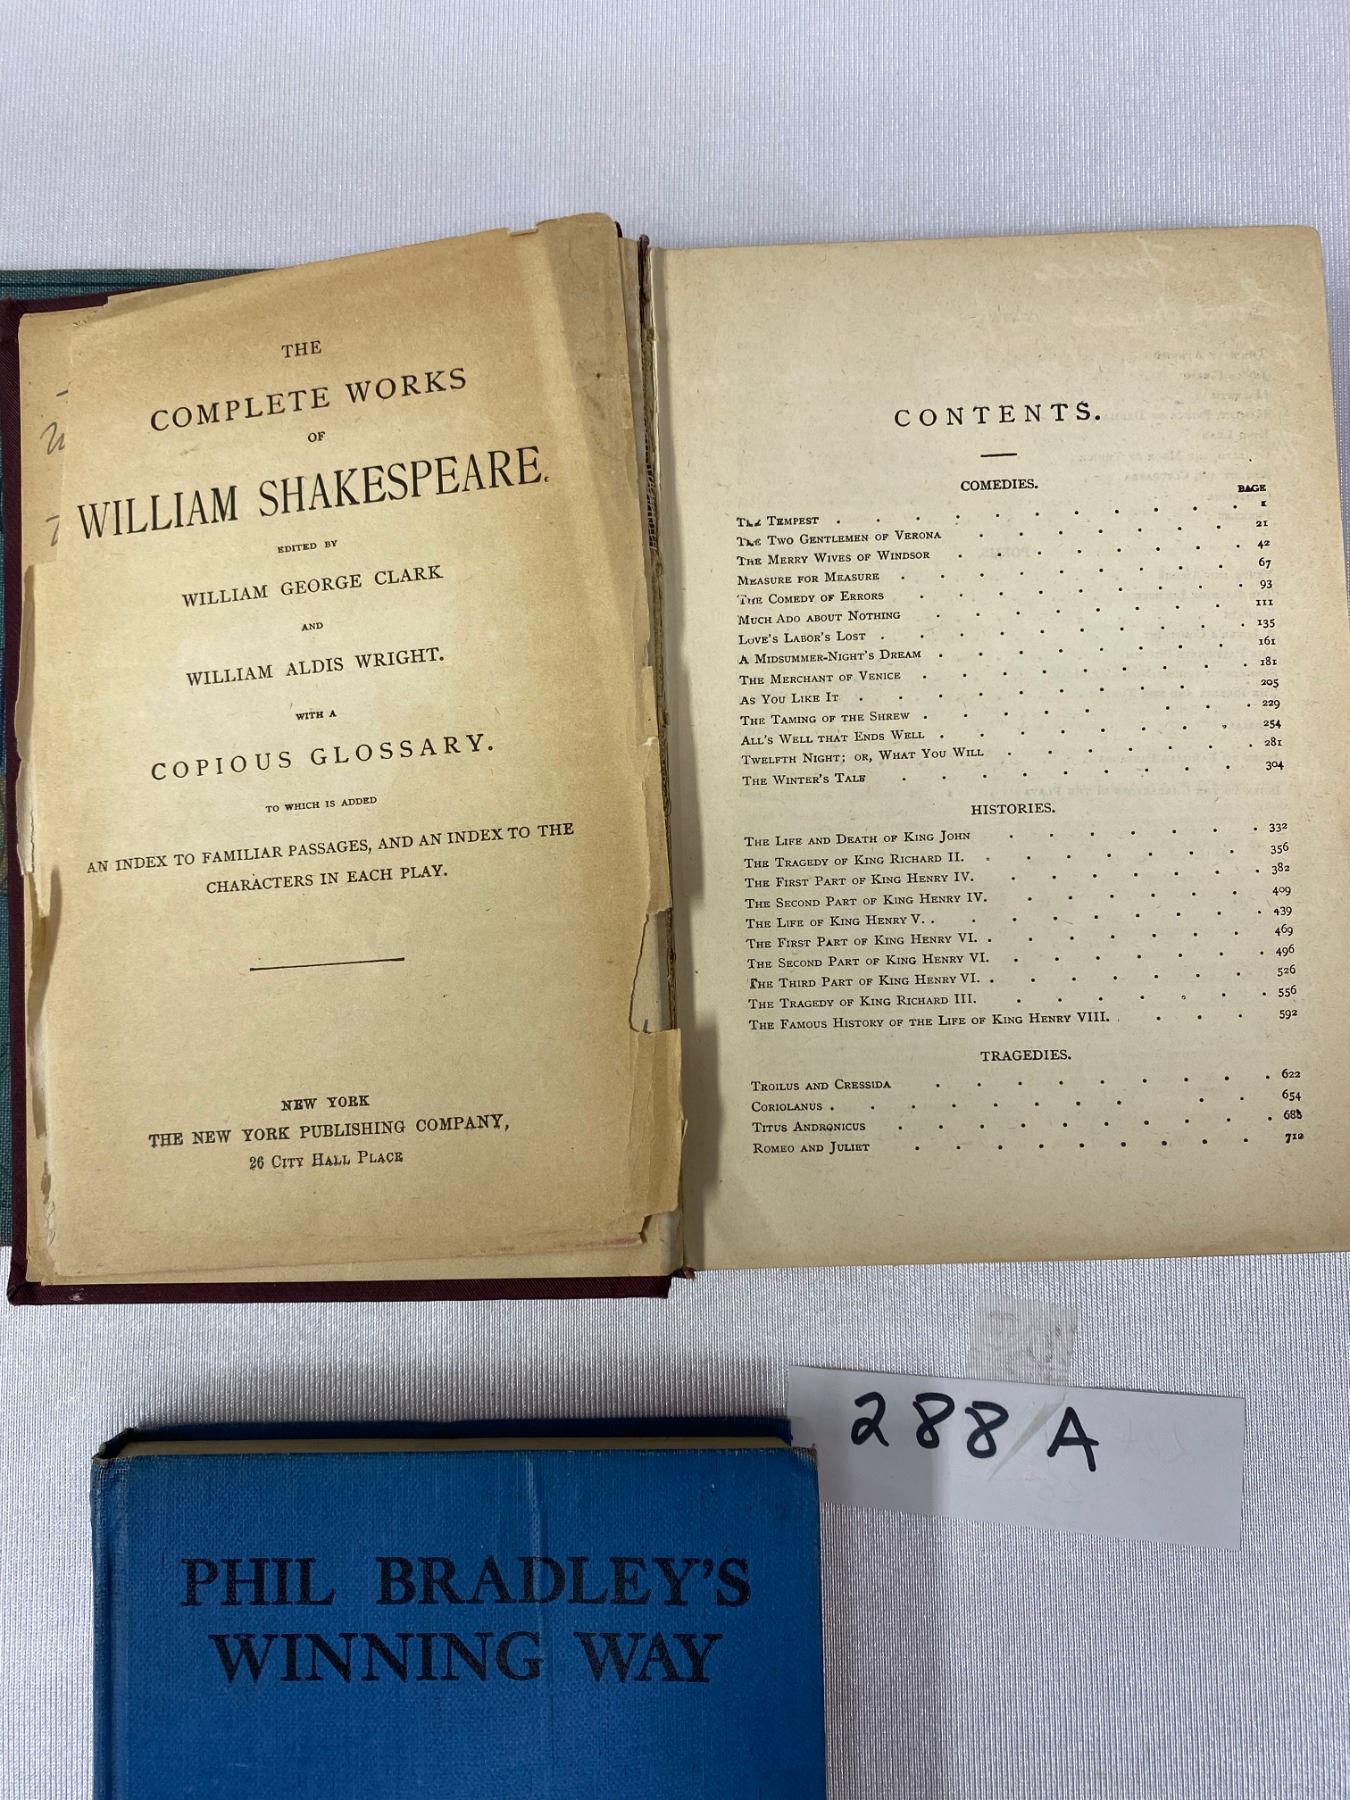 THE
COMPLETE WORKS
OF
WILLIAM SHAKESPEARE.
EDITED BY
WILLIAM GEORGE CLARK
AND
WILLIAM ALDIS WRIGHT.
WITH A
COPIOUS GLOSSARY.
TO WHICH IS ADDED
AN INDEX TO FAMILIAR PASSAGES, AND AN INDEX TO THE
CHARACTERS IN EACH PLAY.
NEW YORK
THE NEW YORK PUBLISHING COMPANY,
26 CITY HALL PLACE
CONTENTS.
COMEDIES.
PAGE
THE TEMPEST . . . . . . . . . . . 1
THE TWO GENTLEMEN OF VERONA . . . . . . . 21
THE MERRY WIVES OF WINDSOR . . . . . . . . 42
MEASURE FOR MEASURE . . . . . . . . . 67
THE COMEDY OF ERRORS . . . . . . . . . 93
MUCH ADO ABOUT NOTHING . . . . . . . . 111
LOVE'S LABOR'S LOST . . . . . . . . . . 135
A MIDSUMMER-NIGHT'S DREAM . . . . . . . . 161
THE MERCHANT OF VENICE . . . . . . . . . 181
AS YOU LIKE IT . . . . . . . . . 205
THE TAMING OF THE SHREW . . . . . . . . 229
ALL'S WELL THAT ENDS WELL . . . . . . . . 254
TWELFTH NIGHT; OR, WHAT YOU WILL . . . . . . . 281
THE WINTER'S TALE . . . . . . . . . . 304
HISTORIES.
THE LIFE AND DEATH OF KING JOHN . . . . . . . 332
THE TRAGEDY OF KING RICHARD II. . . . . . . . 356
THE FIRST PART OF KING HENRY IV. . . . . . . . 382
THE SECOND PART OF KING HENRY IV. . . . . . . 409
THE LIFE OF KING HENRY V. . . . . . . . . . 439
THE FIRST PART OF KING HENRY VI. . . . . . . . 469
THE SECOND PART OF KING HENRY VI. . . . . . . . 496
THE THIRD PART OF KING HENRY VI. . . . . . . . 526
THE TRAGEDY OF KING RICHARD III. . . . . . . . 556
THE FAMOUS HISTORY OF THE LIFE OF KING HENRY VIII. . . . . 592
TRAGEDIES.
TROILUS AND CRESSIDA . . . . . . . . . 622
CORIOLANUS . . . . . . . . . . 654
TITUS ANDRONICUS . . . . . . . . . . 688
ROMEO AND JULIET . . . . . . . . . 712
288 A
PHIL BRADLEY'S
WINNING WAY